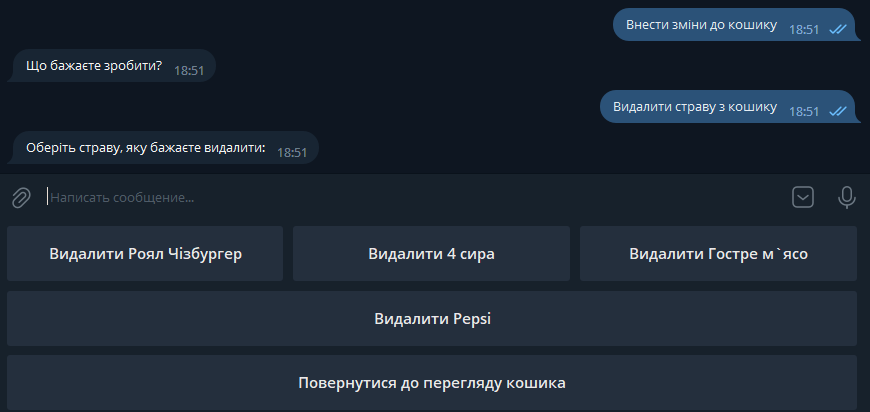 Внести зміни до кошику 18:51
Що бажаєте зробити? 18:51
Видалити страву з кошику 18:51
Оберіть страву, яку бажаєте видалити: 18:51
Написать сообщение...
Видалити Роял Чізбургер
Видалити 4 сира
Видалити Гостре м`ясо
Видалити Pepsi
Повернутися до перегляду кошика